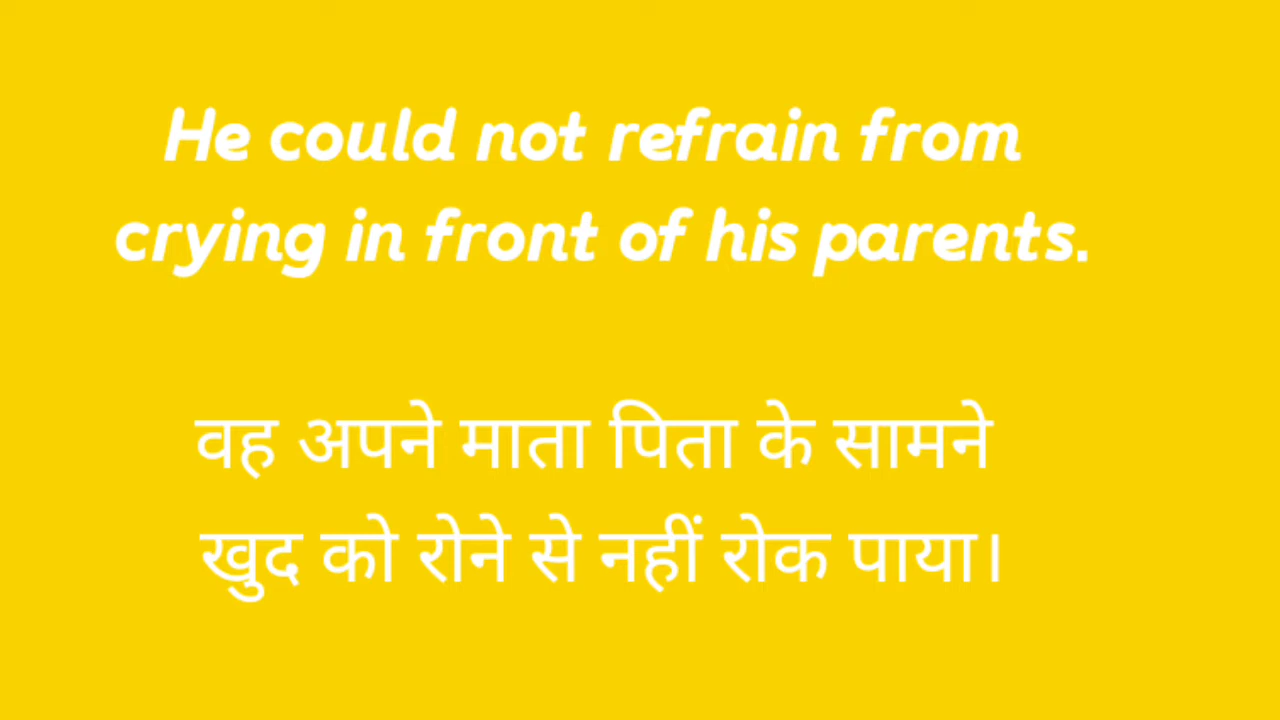 He could not refrain from
crying in front of his parents.
वह अपने माता पिता के सामने
खुद को रोने से नहीं रोक पाया।